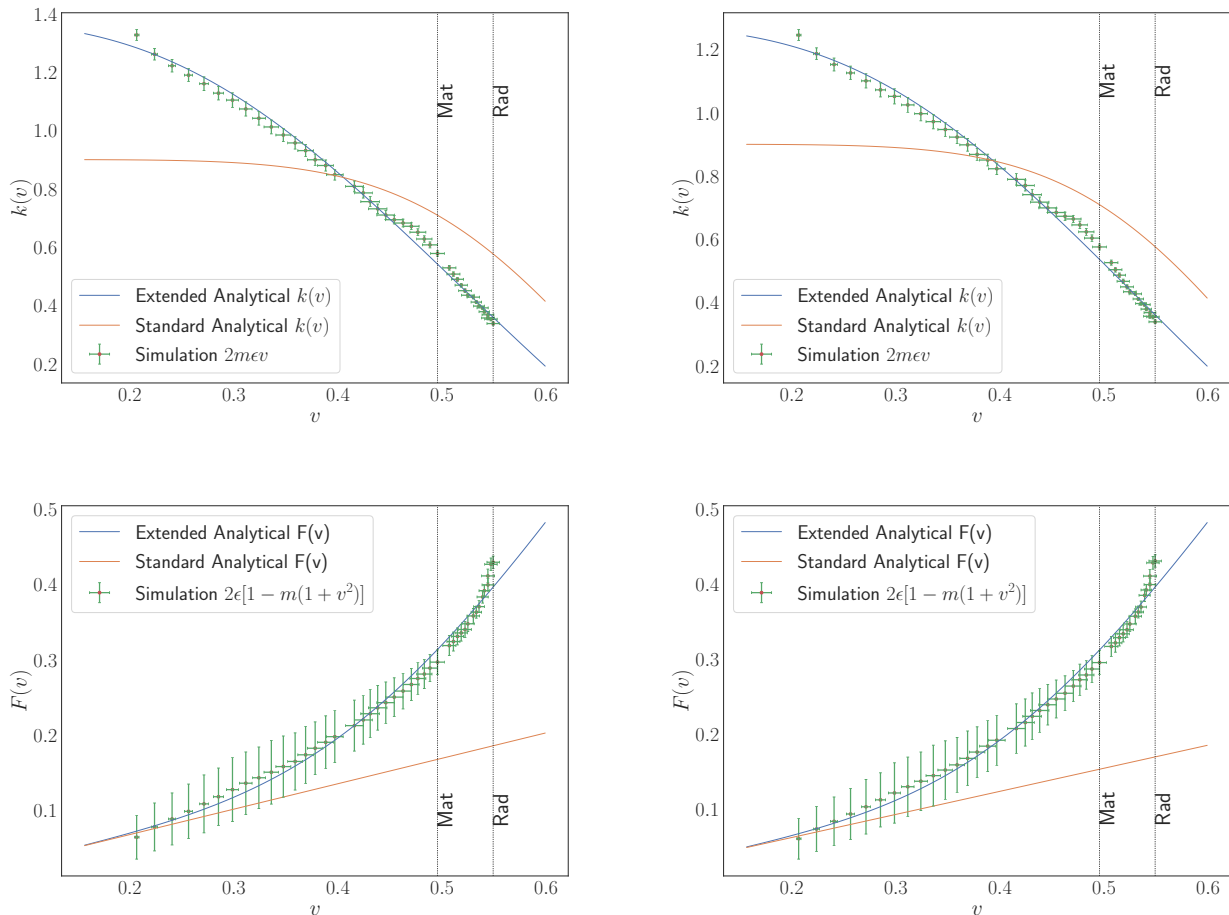 1.4
1.2
1.0
0.8
0.6
0.4
0.2
k(v)
Mat
Rad
Extended Analytical k(v)
Standard Analytical k(v)
Simulation 2mϵv
0.2 0.3 0.4 0.5 0.6
v
1.2
1.0
0.8
0.6
0.4
0.2
k(v)
Mat
Rad
Extended Analytical k(v)
Standard Analytical k(v)
Simulation 2mϵv
0.2 0.3 0.4 0.5 0.6
v
0.5
0.4
0.3
0.2
0.1
F(v)
Extended Analytical F(v)
Standard Analytical F(v)
Simulation 2ϵ[1 − m(1 + v²)]
Mat
Rad
0.2 0.3 0.4 0.5 0.6
v
0.5
0.4
0.3
0.2
0.1
F(v)
Extended Analytical F(v)
Standard Analytical F(v)
Simulation 2ϵ[1 − m(1 + v²)]
Mat
Rad
0.2 0.3 0.4 0.5 0.6
v